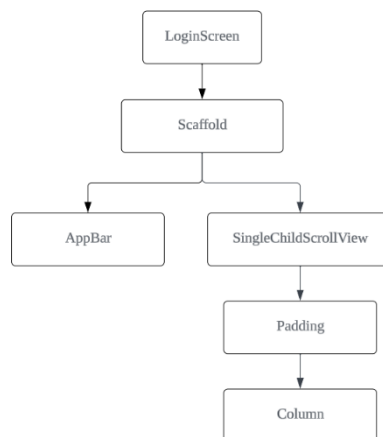 LoginScreen
Scaffold
AppBar
SingleChildScrollView
Padding
Column